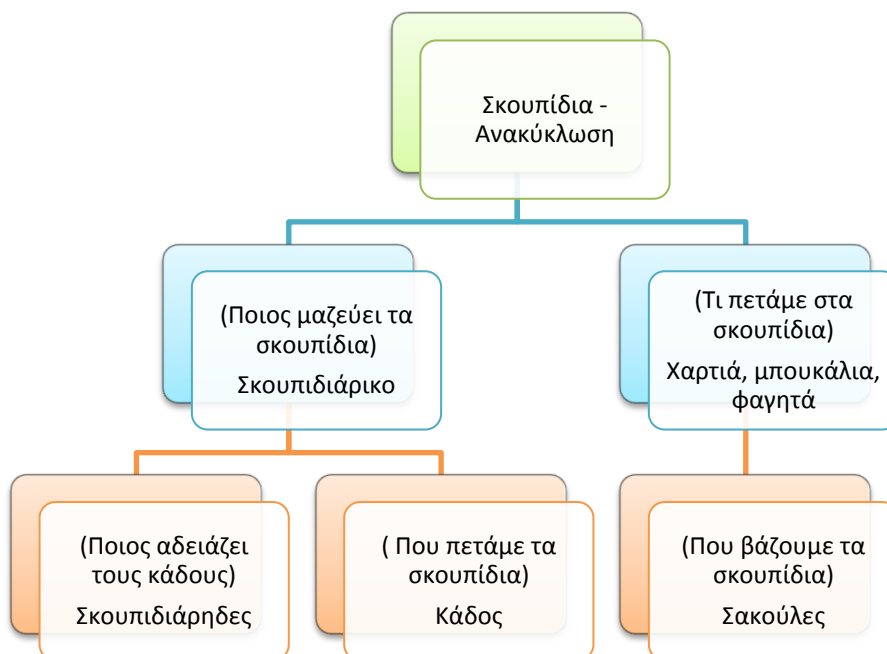 Σκουπίδια -
Ανακύκλωση
(Ποιος μαζεύει τα
σκουπίδια)
Σκουπιδιάρικο
(Τι πετάμε στα
σκουπίδια)
Χαρτιά, μπουκάλια,
φαγητά
(Ποιος αδειάζει
τους κάδους)
Σκουπιδιάρηδες
( Που πετάμε τα
σκουπίδια)
Κάδος
(Που βάζουμε τα
σκουπίδια)
Σακούλες